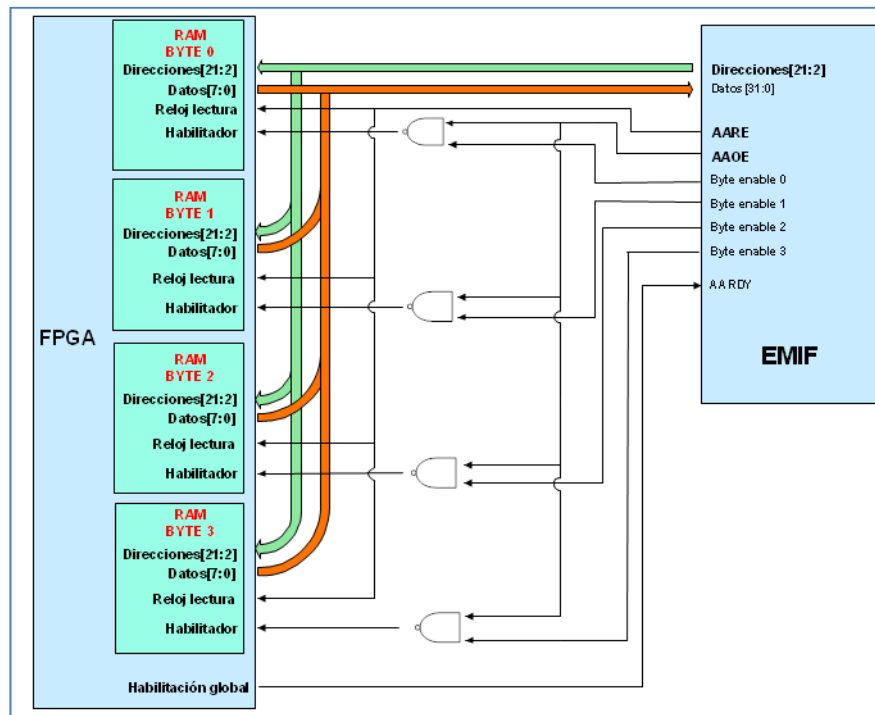 FPGA
RAM
BYTE 0
Direcciones[21:2]
Datos[7:0]
Reloj lectura
Habilitador
RAM
BYTE 1
Direcciones[21:2]
Datos[7:0]
Reloj lectura
Habilitador
RAM
BYTE 2
Direcciones[21:2]
Datos[7:0]
Reloj lectura
Habilitador
RAM
BYTE 3
Direcciones[21:2]
Datos[7:0]
Reloj lectura
Habilitador
Habilitación global
Direcciones[21:2]
Datos [31:0]
AARE
AAOE
Byte enable 0
Byte enable 1
Byte enable 2
Byte enable 3
AARDY
EMIF